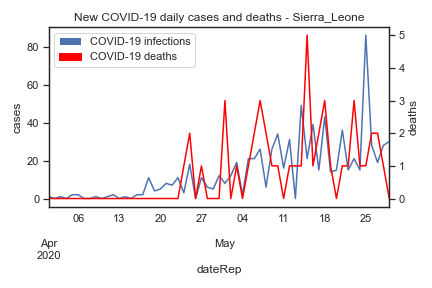 New COVID-19 daily cases and deaths - Sierra_Leone
COVID-19 infections
COVID-19 deaths
cases
80
60
40
20
0
deaths
5
4
3
2
1
0
06 13 20 27 04 11 18 25
Apr May
2020
dateRep